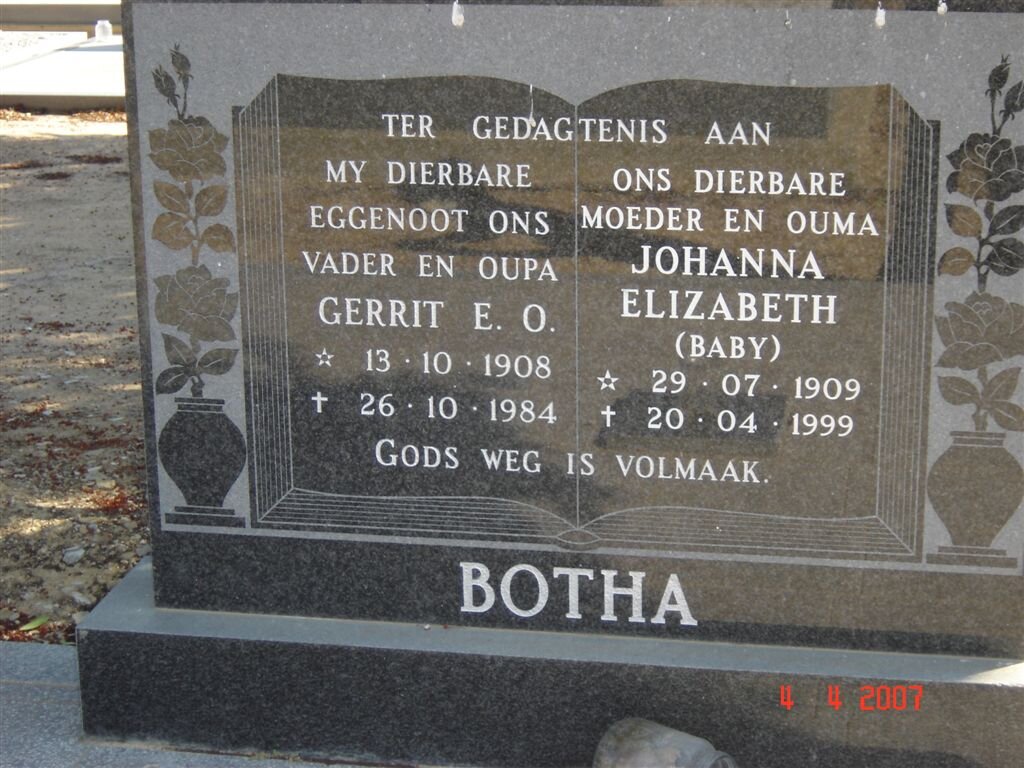 TER GEDAGTENIS AAN
MY DIERBARE
EGGENOOT ONS
VADER EN OUPA
GERRIT E. O.
☆ 13 · 10 · 1908
† 26 · 10 · 1984
ONS DIERBARE
MOEDER EN OUMA
JOHANNA
ELIZABETH
(BABY)
☆ 29 · 07 · 1909
† 20 · 04 · 1999
GODS WEG IS VOLMAAK.
BOTHA
4 4 2007